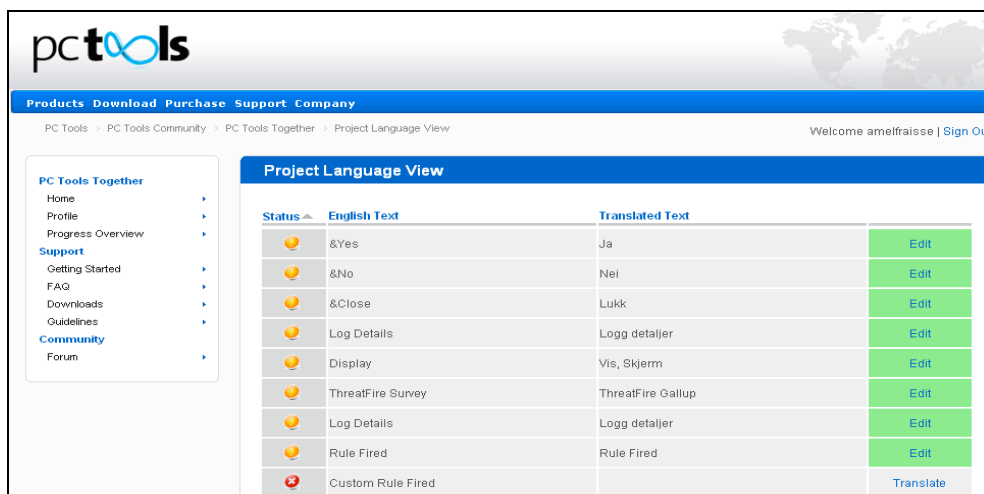 pctools
Products Download Purchase Support Company
PC Tools > PC Tools Community > PC Tools Together > Project Language View
Welcome amelfraisse | Sign Ou
PC Tools Together
Home
Profile
Progress Overview
Support
Getting Started
FAQ
Downloads
Guidelines
Community
Forum
Project Language View
Status English Text Translated Text
&Yes Ja Edit
&No Nei Edit
&Close Lukk Edit
Log Details Logg detaljer Edit
Display Vis, Skjerm Edit
ThreatFire Survey ThreatFire Gallup Edit
Log Details Logg detaljer Edit
Rule Fired Rule Fired Edit
Custom Rule Fired Translate